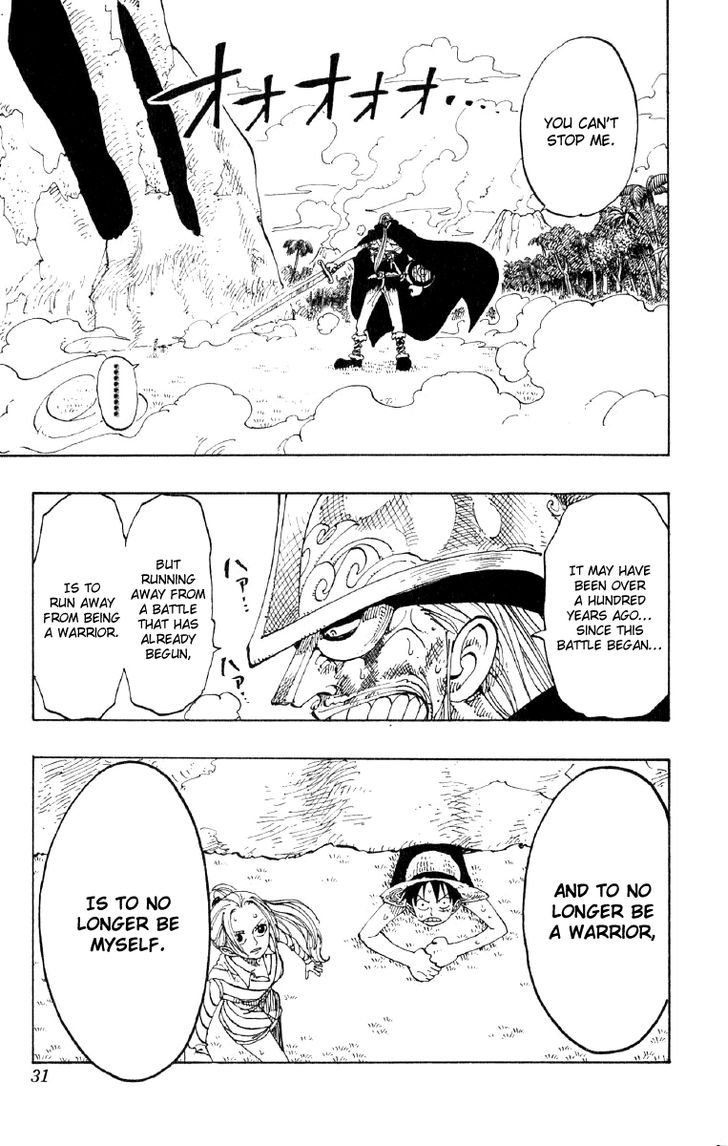 オオオオオ・・・・
YOU CAN'T
STOP ME.
IT MAY HAVE
BEEN OVER
A HUNDRED
YEARS AGO...
SINCE THIS
BATTLE BEGAN...
ハァ...!!
ハァ...!!
BUT
RUNNING
AWAY FROM
A BATTLE
THAT HAS
ALREADY
BEGUN,
IS TO
RUN AWAY
FROM BEING
A WARRIOR.
AND TO NO
LONGER BE
A WARRIOR,
IS TO NO
LONGER BE
MYSELF.
31